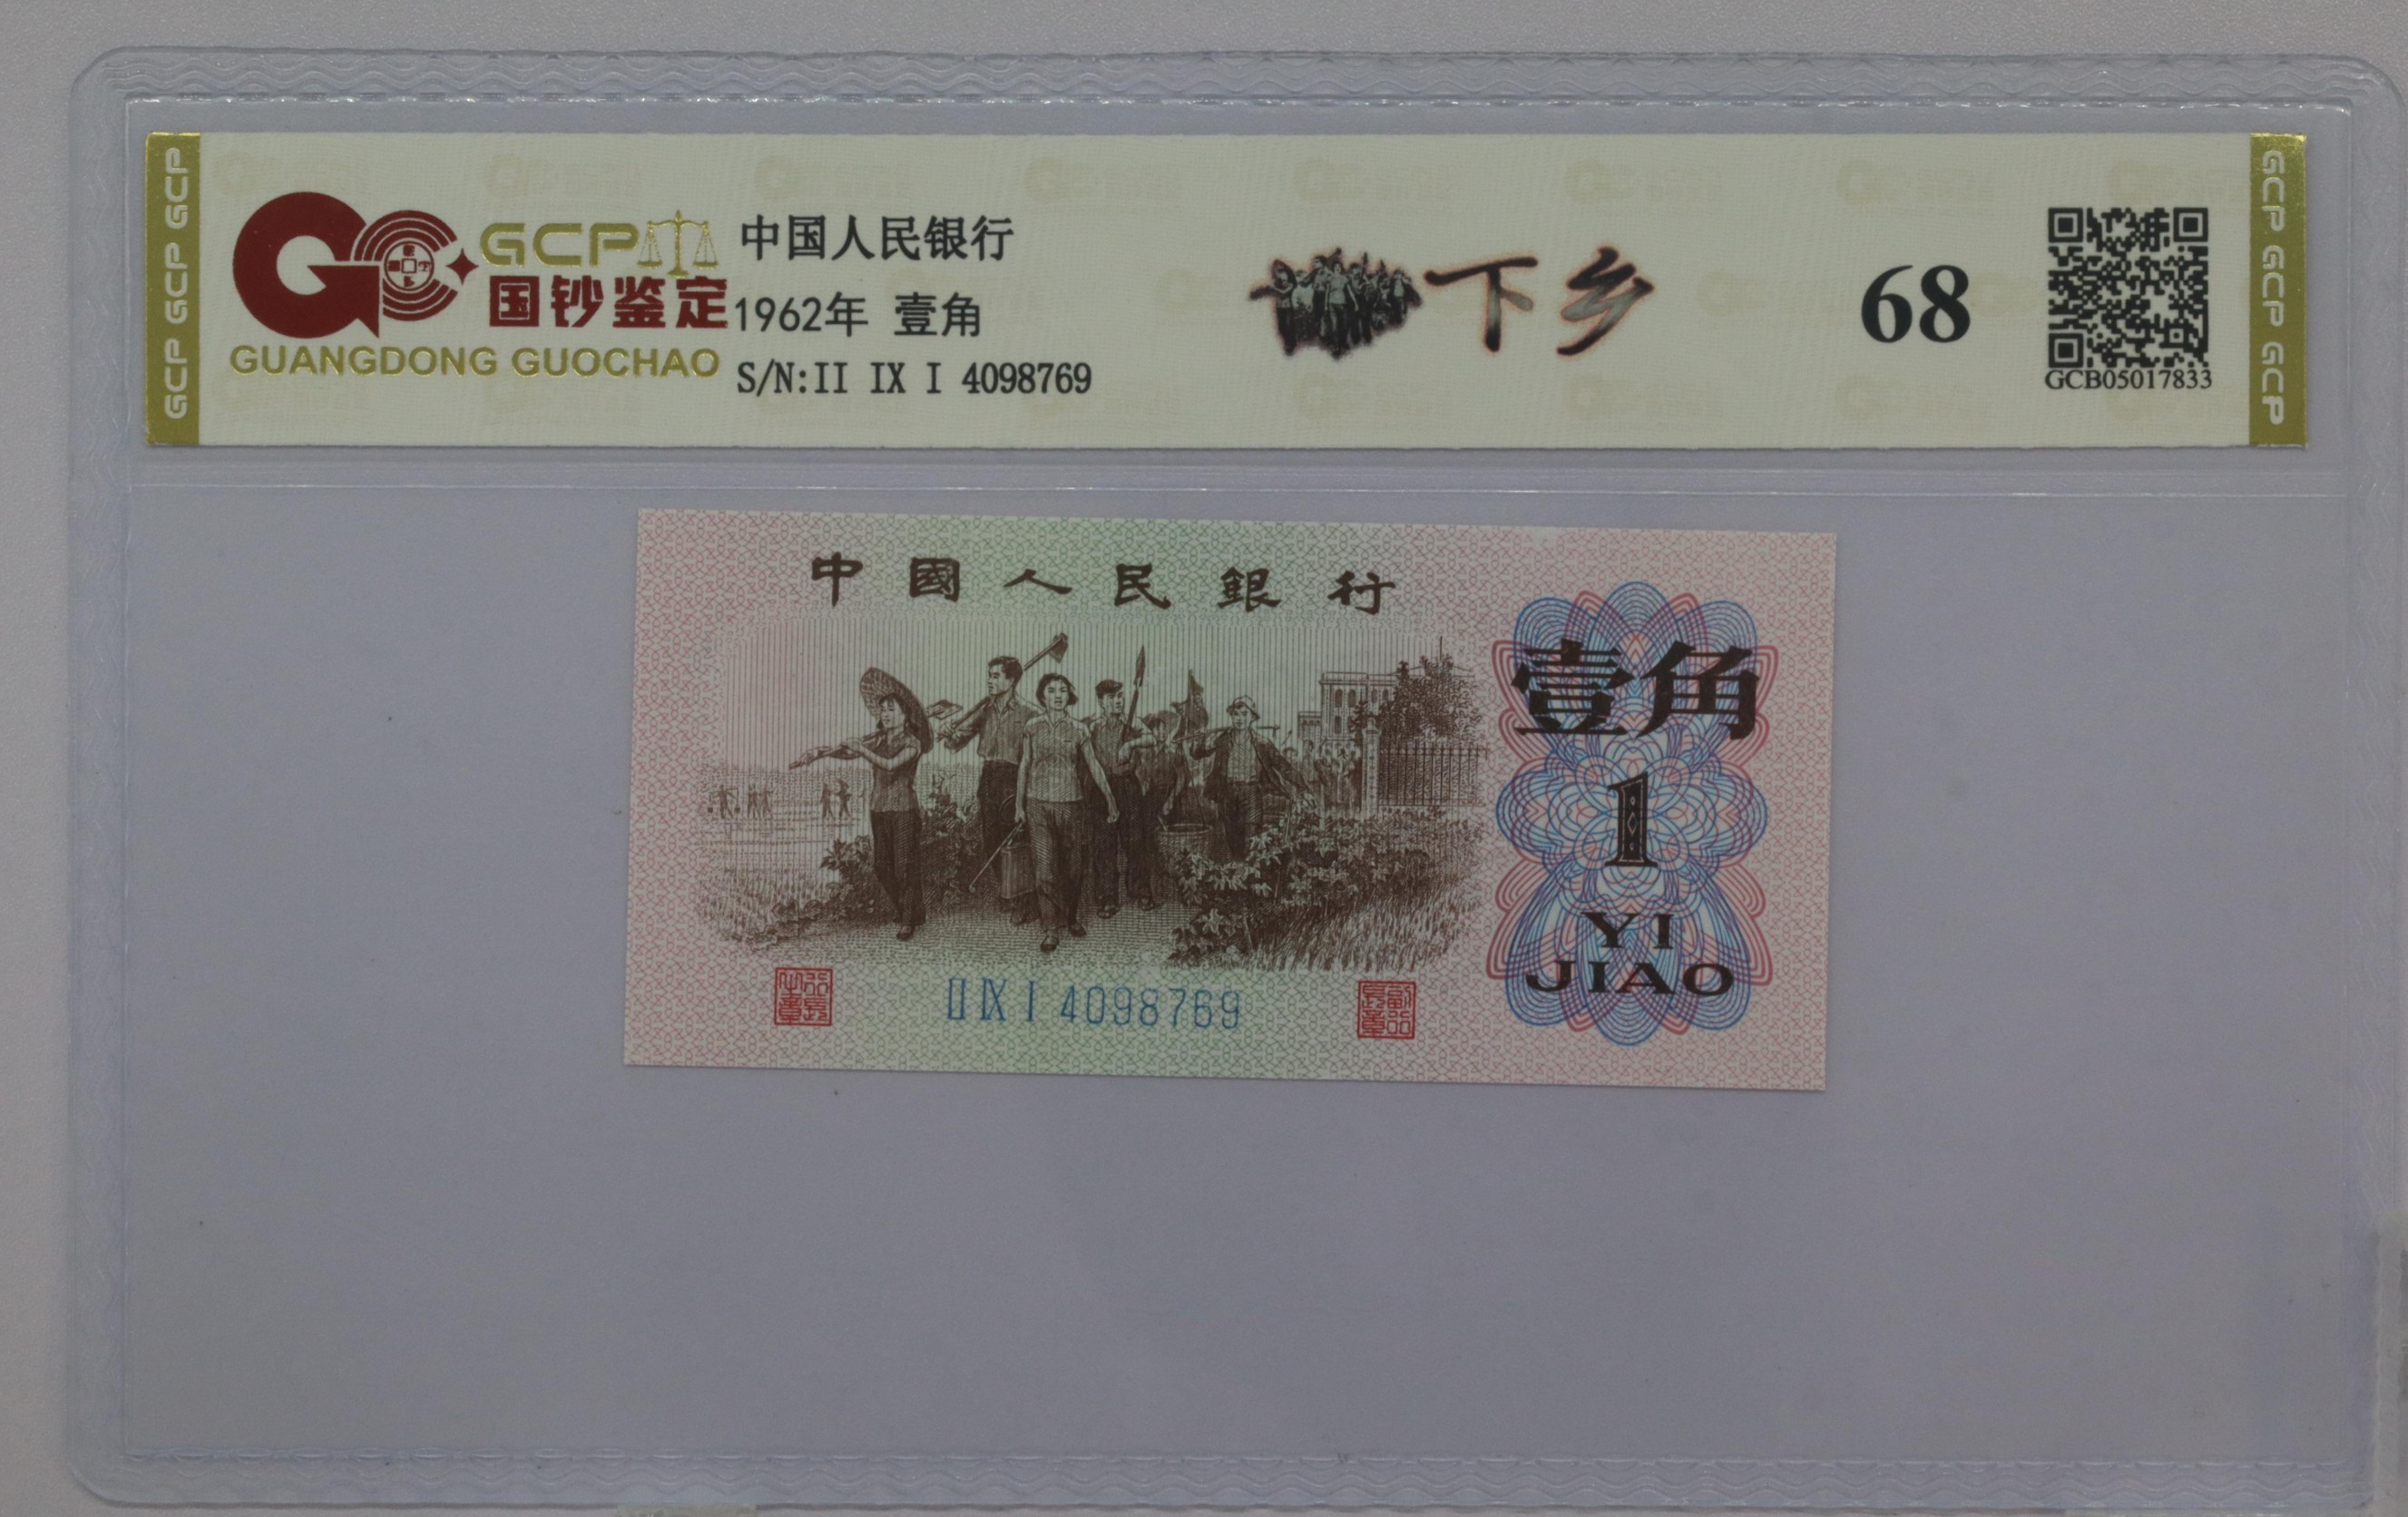 GCP GCP GCP GCP
GCP
国钞鉴定
GUANGDONG GUOCHAO
中国人民银行
1962年 壹角
S/N:II IX I 4098769
下乡
68
GCB05017833
GCP GCP GCP GCP
中國人民銀行
壹角
1
YI
JIAO
II IX I 4098769